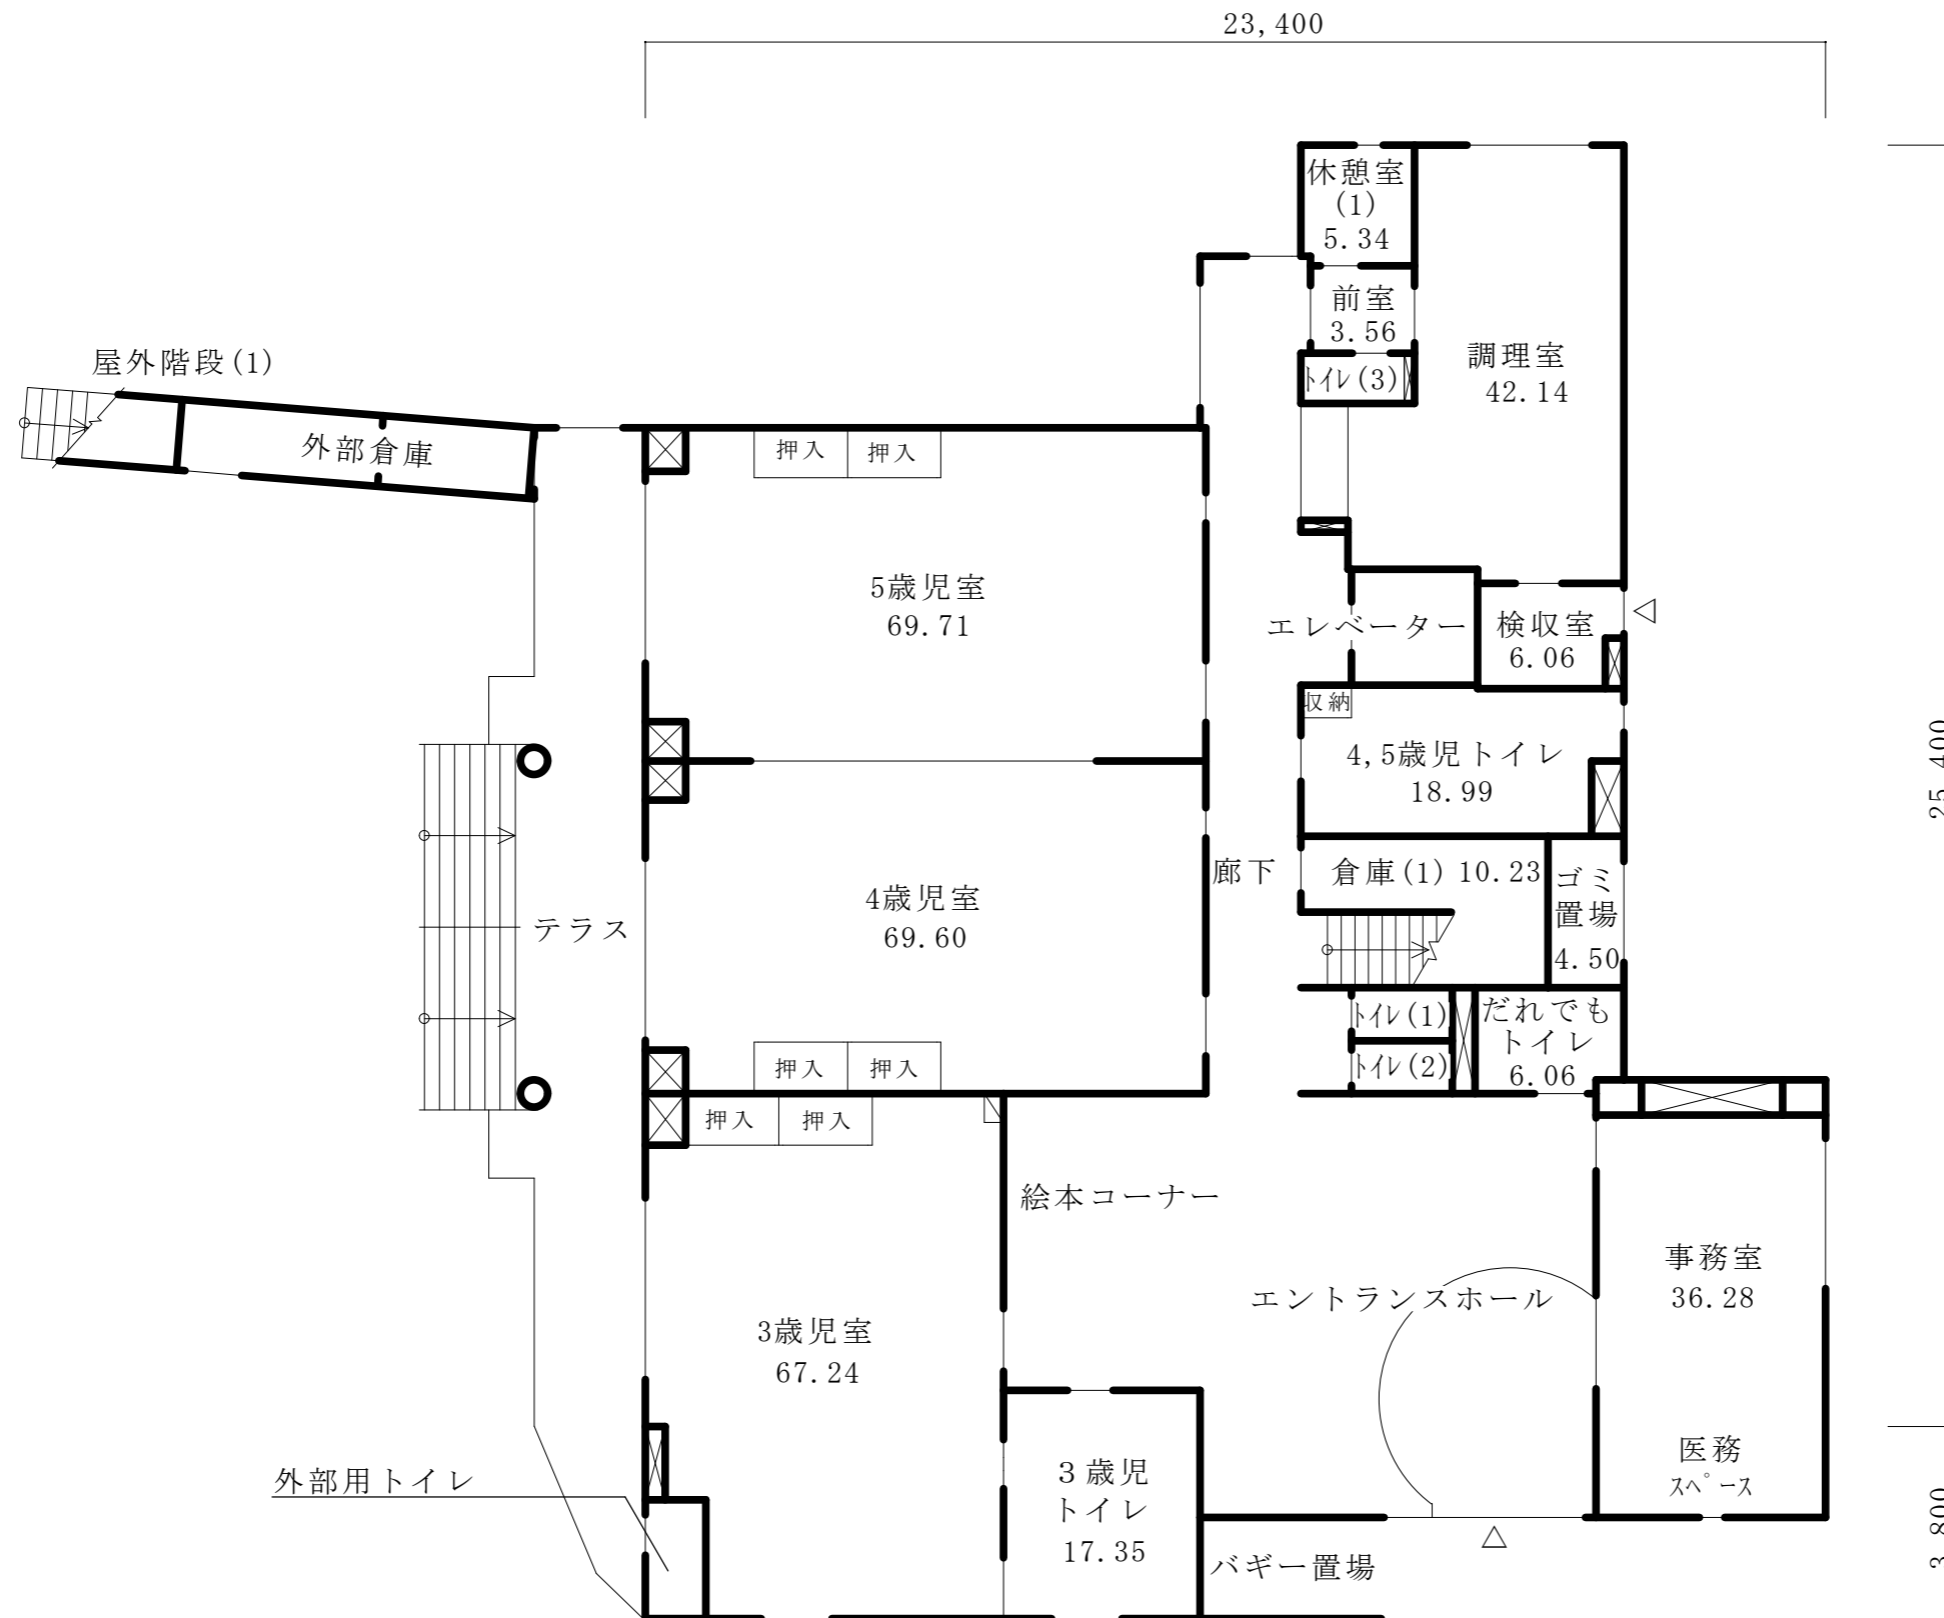 23,400
休憩室
(1)
5.34
前室
3.56
トイレ(3)
調理室
42.14
屋外階段(1)
外部倉庫
押入
押入
5歳児室
69.71
エレベーター
検収室
6.06
収納
4,5歳児トイレ
18.99
25,400
廊下
倉庫(1) 10.23
ゴミ
置場
4.50
4歳児室
69.60
テラス
トイレ(1)
トイレ(2)
だれでも
トイレ
6.06
押入
押入
押入
押入
絵本コーナー
事務室
36.28
エントランスホール
3歳児室
67.24
医務
スペース
外部用トイレ
3歳児
トイレ
17.35
バギー置場
3,800